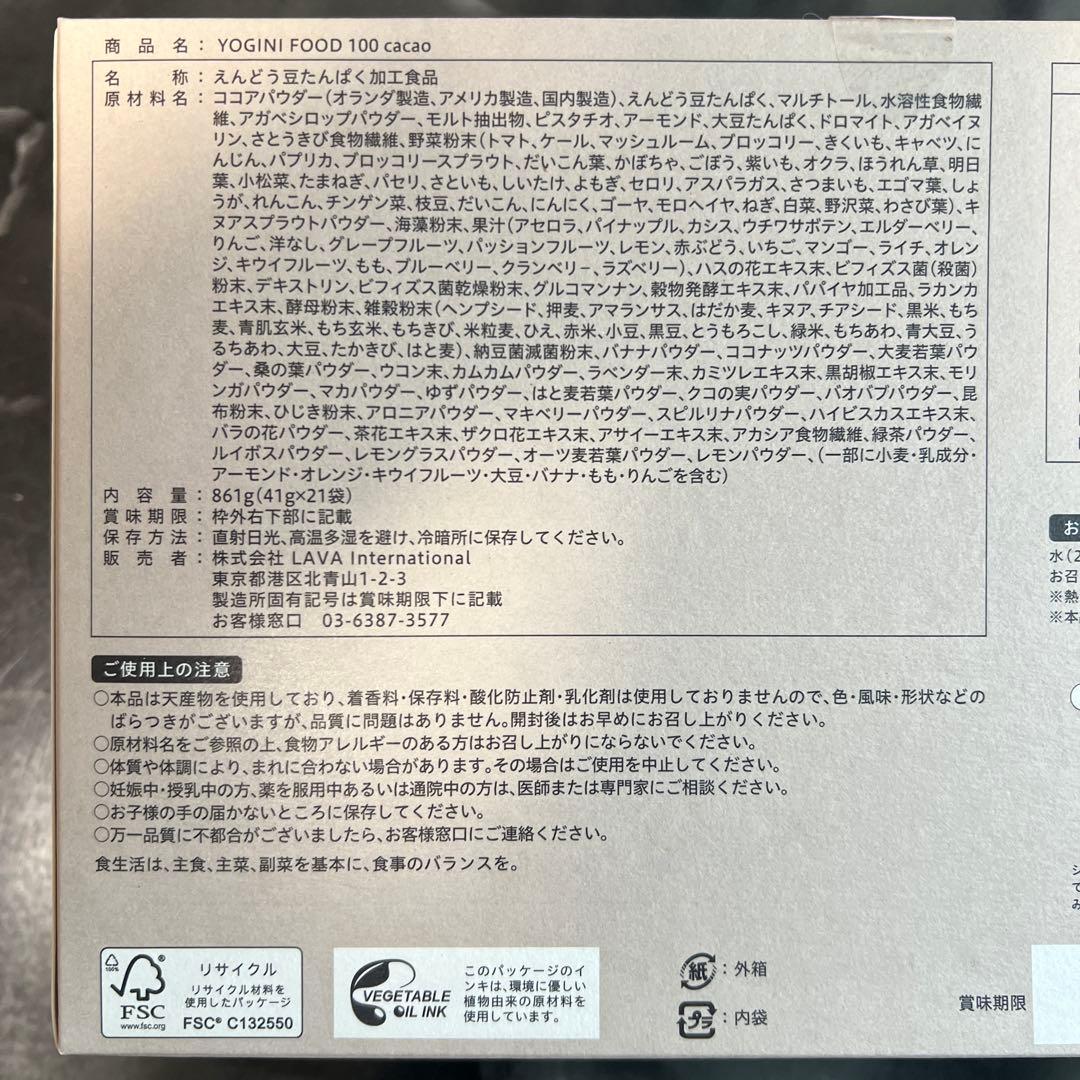 商品名： YOGINI FOOD 100 cacao
名称：えんどう豆たんぱく加工食品
原材料名：ココアパウダー（オランダ製造、アメリカ製造、国内製造）、えんどう豆たんぱく、マルチトール、水溶性食物繊
維、アガベシロップパウダー、モルト抽出物、ピスタチオ、アーモンド、大豆たんぱく、ドロマイト、アガベイヌ
リン、さとうきび食物繊維、野菜粉末（トマト、ケール、マッシュルーム、ブロッコリー、きくいも、キャベツ、に
んじん、パプリカ、ブロッコリースプラウト、だいこん葉、かぼちゃ、ごぼう、紫いも、オクラ、ほうれん草、明日
葉、小松菜、たまねぎ、パセリ、さといも、しいたけ、よもぎ、セロリ、アスパラガス、さつまいも、エゴマ葉、しょ
うが、れんこん、チンゲン菜、枝豆、だいこん、にんにく、ゴーヤ、モロヘイヤ、ねぎ、白菜、野沢菜、わさび葉）、キ
ヌアスプラウトパウダー、海藻粉末、果汁（アセロラ、パイナップル、カシス、ウチワサボテン、エルダーベリー、
りんご、洋なし、グレープフルーツ、パッションフルーツ、レモン、赤ぶどう、いちご、マンゴー、ライチ、オレン
ジ、キウイフルーツ、もも、ブルーベリー、クランベリ－、ラズベリー）、ハスの花エキス末、ビフィズス菌（殺菌）
粉末、デキストリン、ビフィズス菌乾燥粉末、グルコマンナン、穀物発酵エキス末、パパイヤ加工品、ラカンカ
エキス末、酵母粉末、雑穀粉末（ヘンプシード、押麦、アマランサス、はだか麦、キヌア、チアシード、黒米、もち
麦、青肌玄米、もち玄米、もちきび、米粒麦、ひえ、赤米、小豆、黒豆、とうもろこし、緑米、もちあわ、青大豆、う
るちあわ、大豆、たかきび、はと麦）、納豆菌滅菌粉末、バナナパウダー、ココナッツパウダー、大麦若葉パウ
ダー、桑の葉パウダー、ウコン末、カムカムパウダー、ラベンダー末、カミツレエキス末、黒胡椒エキス末、モリ
ンガパウダー、マカパウダー、ゆずパウダー、はと麦若葉パウダー、クコの実パウダー、バオバブパウダー、昆
布粉末、ひじき粉末、アロニアパウダー、マキベリーパウダー、スピルリナパウダー、ハイビスカスエキス末、
バラの花パウダー、茶花エキス末、ザクロ花エキス末、アサイーエキス末、アカシア食物繊維、緑茶パウダー、
ルイボスパウダー、レモングラスパウダー、オーツ麦若葉パウダー、レモンパウダー、（一部に小麦・乳成分・
アーモンド・オレンジ・キウイフルーツ・大豆・バナナ・もも・りんごを含む）
内容量：861g（41g×21袋）
賞味期限：枠外右下部に記載
保存方法：直射日光、高温多湿を避け、冷暗所に保存してください。
販売者：株式会社 LAVA International
東京都港区北青山1-2-3
製造所固有記号は賞味期限下に記載
お客様窓口 03-6387-3577
ご使用上の注意
○本品は天産物を使用しており、着香料・保存料・酸化防止剤・乳化剤は使用しておりませんので、色・風味・形状などの
ばらつきがございますが、品質に問題はありません。開封後はお早めにお召し上がりください。
○原材料名をご参照の上、食物アレルギーのある方はお召し上がりにならないでください。
○体質や体調により、まれに合わない場合があります。その場合はご使用を中止してください。
○妊娠中・授乳中の方、薬を服用中あるいは通院中の方は、医師または専門家にご相談ください。
○お子様の手の届かないところに保存してください。
○万一品質に不都合がございましたら、お客様窓口にご連絡ください。
食生活は、主食、主菜、副菜を基本に、食事のバランスを。
お
水（2
お召
※熱
※本
100%
FSC®
www.fsc.org
リサイクル
リサイクル材料を
使用したパッケージ
FSC® C132550
VEGETABLE
OIL INK
このパッケージのイ
ンキは、環境に優しい
植物由来の原材料を
使用しています。
紙：外箱
プラ：内袋
賞味期限